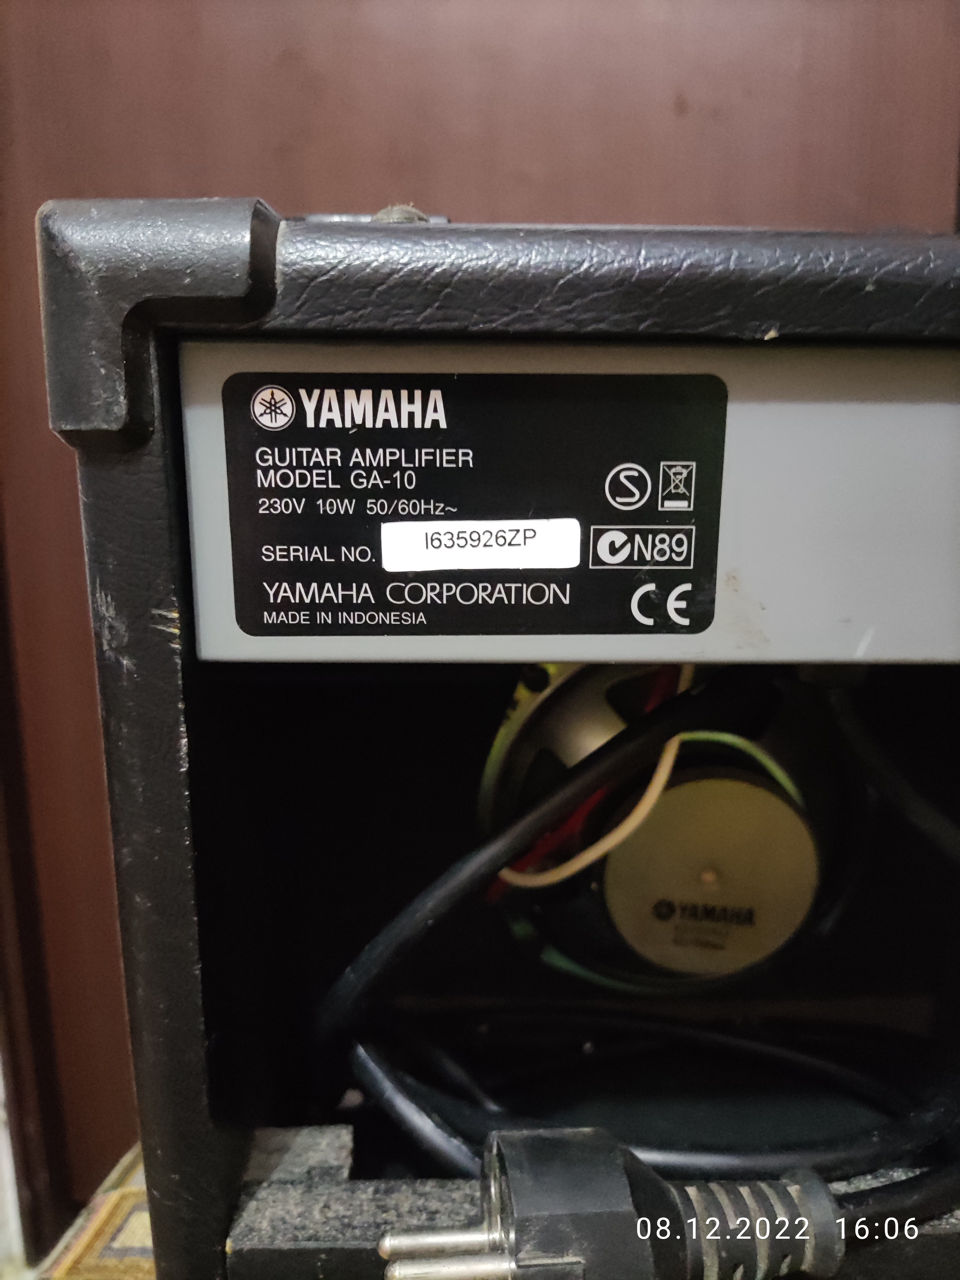 YAMAHA
GUITAR AMPLIFIER
MODEL GA-10
230V 10W 50/60Hz~
SERIAL NO. I635926ZP
N89
YAMAHA CORPORATION
MADE IN INDONESIA
CE
YAMAHA
08.12.2022 16:06